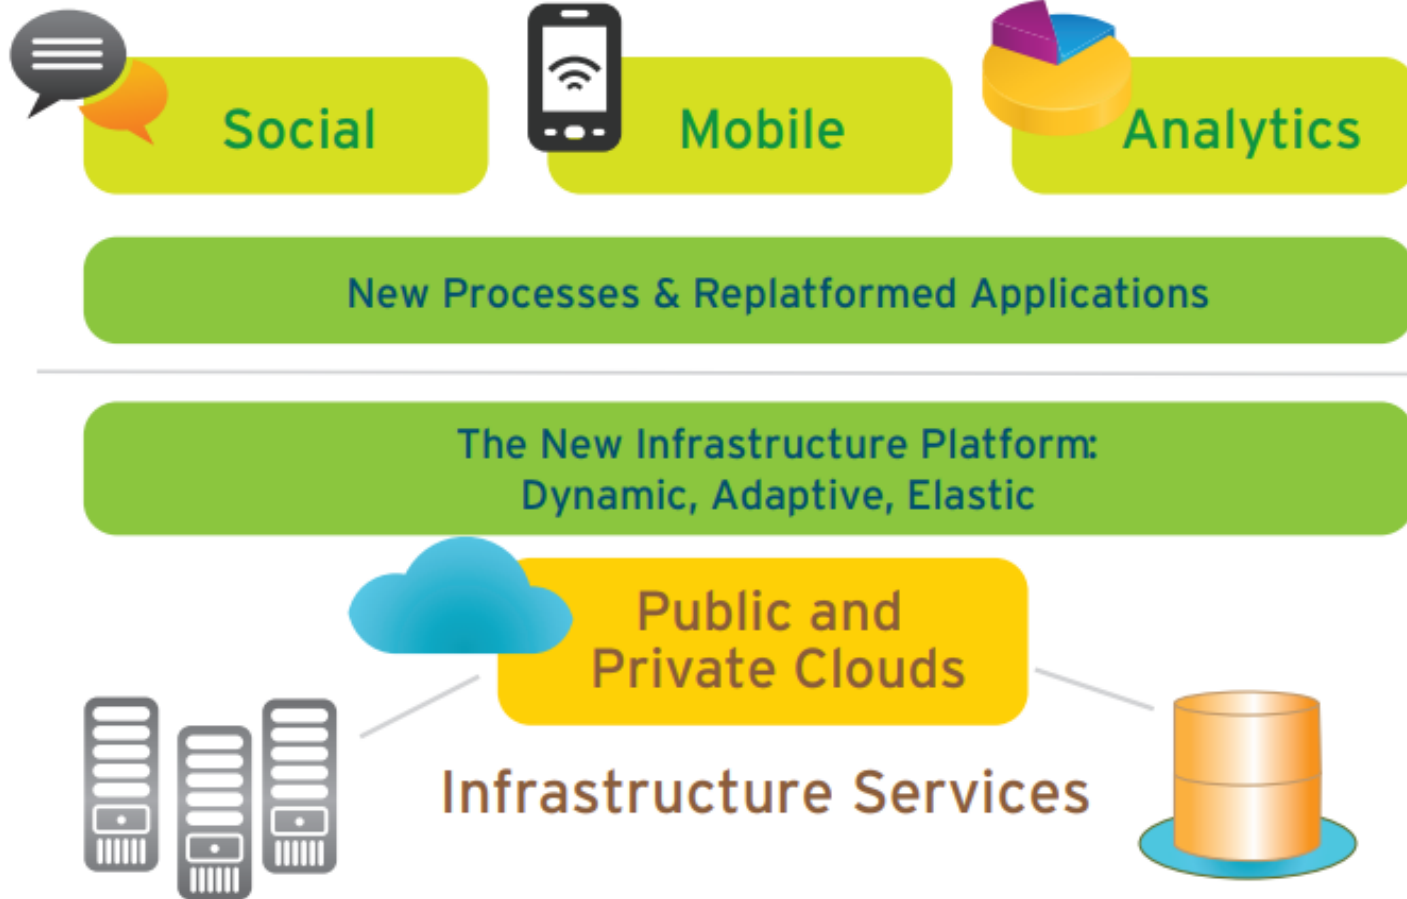 Social
Mobile
Analytics
New Processes & Replatformed Applications
The New Infrastructure Platform:
Dynamic, Adaptive, Elastic
Public and
Private Clouds
Infrastructure Services